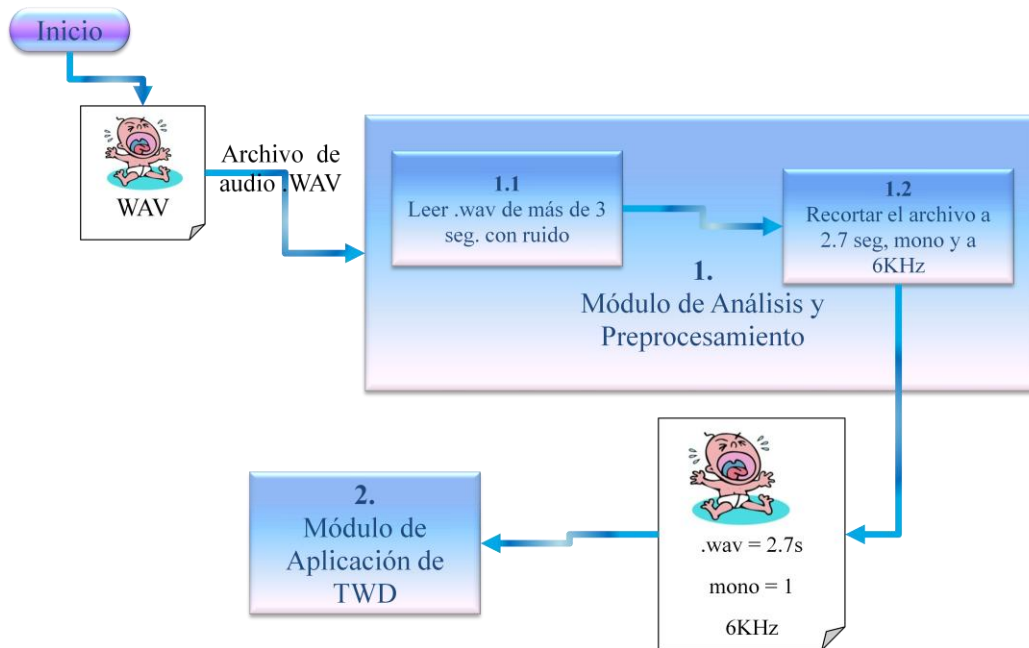 Inicio
WAV
Archivo de
audio .WAV
1.1
Leer .wav de más de 3
seg. con ruido
1.2
Recortar el archivo a
2.7 seg, mono y a
6KHz
1.
Módulo de Análisis y
Preprocesamiento
.wav = 2.7s
mono = 1
6KHz
2.
Módulo de
Aplicación de
TWD